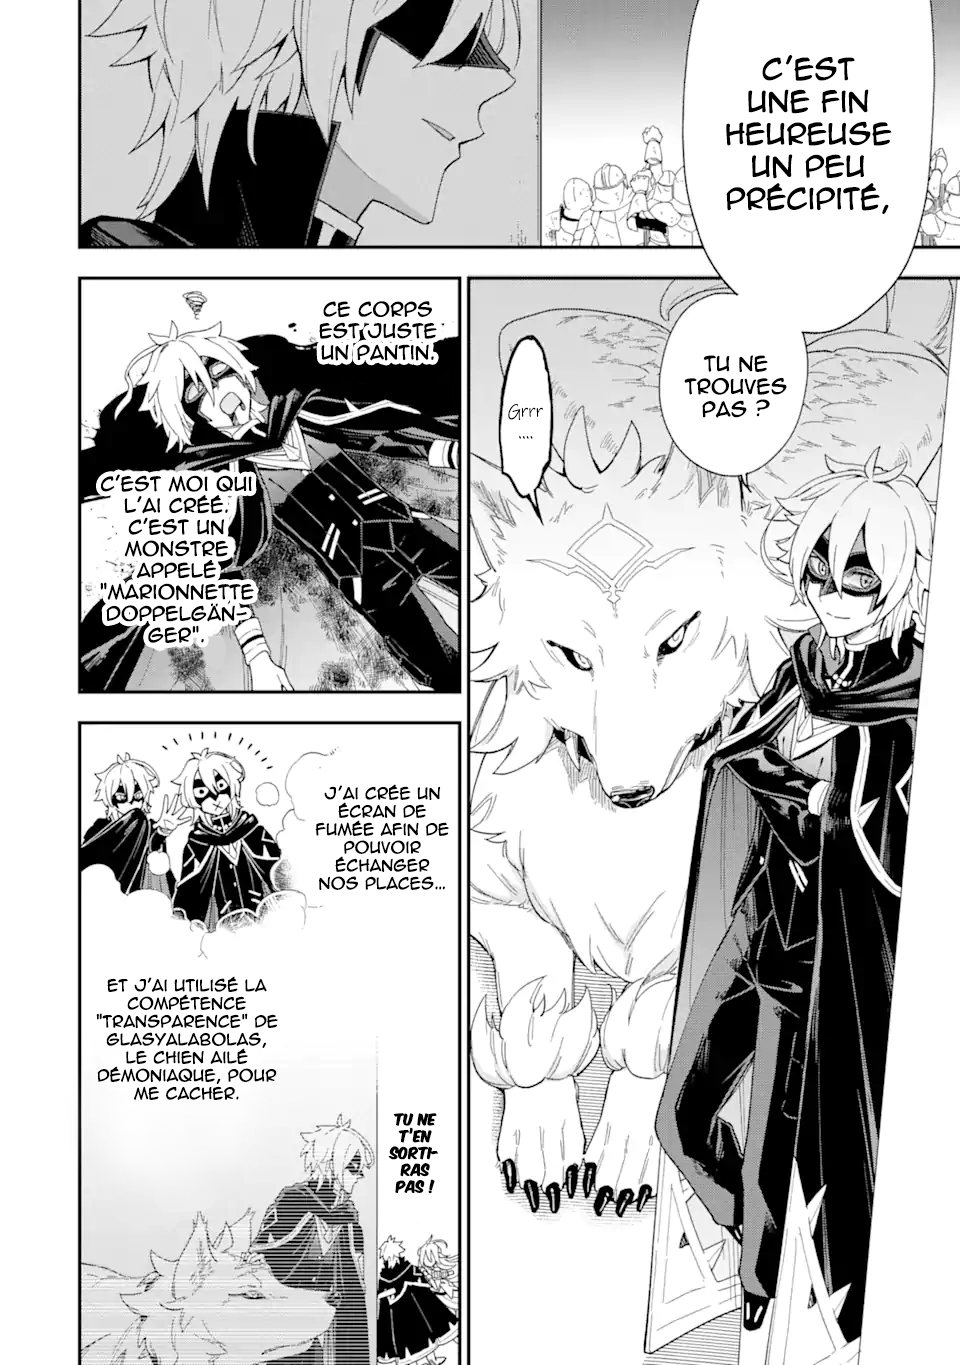 C'EST
UNE FIN
HEUREUSE
UN PEU
PRÉCIPITÉ,
TU NE
TROUVES
PAS ?
Grrr
....
CE CORPS
EST JUSTE
UN PANTIN.
C'EST MOI QUI
L'AI CRÉÉ.
C'EST UN
MONSTRE
APPELÉ
"MARIONNETTE
DOPPELGÄN-
GER".
J'AI CRÉE UN
ÉCRAN DE
FUMÉE AFIN DE
POUVOIR
ÉCHANGER
NOS PLACES...
ET J'AI UTILISÉ LA
COMPÉTENCE
"TRANSPARENCE" DE
GLASYALABOLAS,
LE CHIEN AILÉ
DÉMONIAQUE, POUR
ME CACHER.
TU NE
T'EN
SORTI-
RAS
PAS !